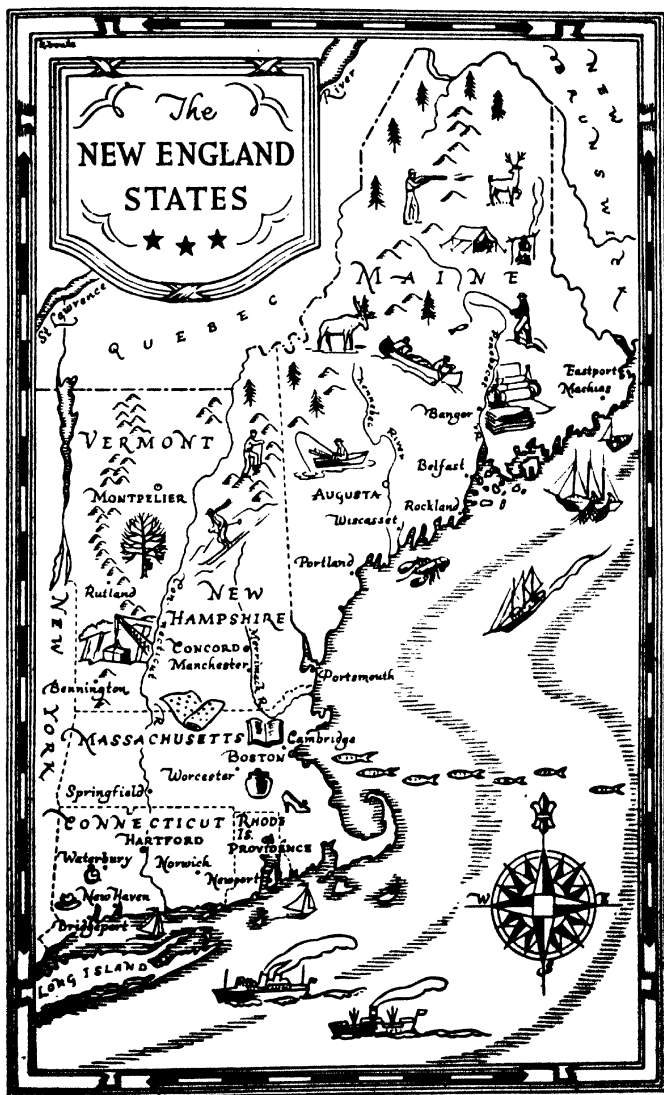 The
NEW ENGLAND
STATES
River
NEW BRUNSWICK
St Lawrence
QUEBEC
MAINE
Penobscot R.
Eastport
Machias
Kennebec River
Bangor
VERMONT
Belfast
MONTPELIER
AUGUSTA
Rockland
Wiscasset
Portland
Rutland
Connecticut R.
NEW
HAMPSHIRE
CONCORD
Manchester
Merrimack R.
Portsmouth
NEW YORK
Bennington
MASSACHUSETTS
Cambridge
BOSTON
Worcester
Springfield
CONNECTICUT
RHODE
IS.
HARTFORD
PROVIDENCE
Waterbury
Norwich
Newport
New Haven
Bridgeport
W
E
S
LONG ISLAND